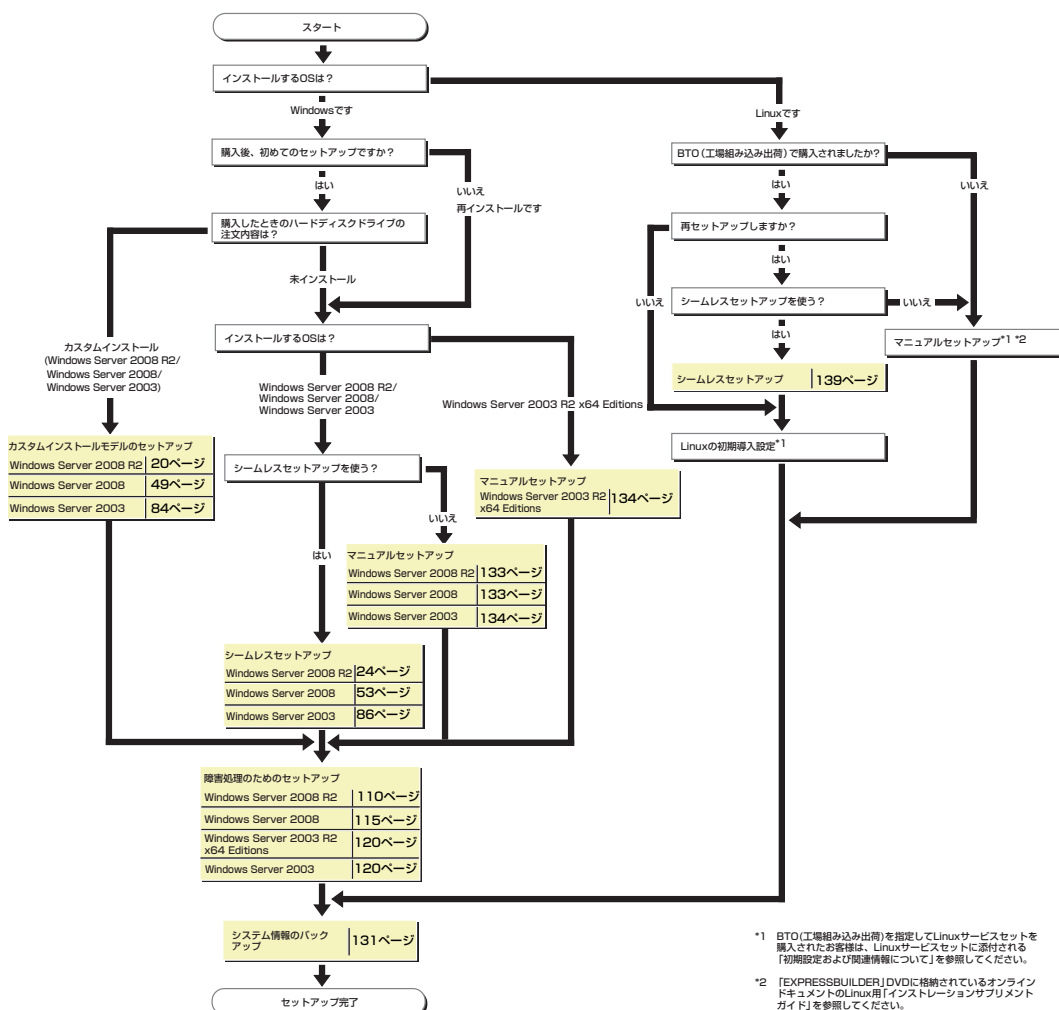 スタート
インストールするOSは？
Windowsです
Linuxです
購入後、初めてのセットアップですか？
BTO（工場組み込み出荷）で購入されましたか？
はい
いいえ
再インストールです
はい
いいえ
購入したときのハードディスクドライブの
注文内容は？
再セットアップしますか？
はい
未インストール
いいえ
シームレスセットアップを使う？
いいえ
はい
カスタムインストール
(Windows Server 2008 R2/
Windows Server 2008/
Windows Server 2003)
インストールするOSは？
マニュアルセットアップ*1 *2
シームレスセットアップ 139ページ
Windows Server 2008 R2/
Windows Server 2008/
Windows Server 2003
Windows Server 2003 R2 x64 Editions
Linuxの初期導入設定*1
カスタムインストールモデルのセットアップ
Windows Server 2008 R2 20ページ
Windows Server 2008 49ページ
Windows Server 2003 84ページ
シームレスセットアップを使う？
マニュアルセットアップ
Windows Server 2003 R2
x64 Editions 134ページ
いいえ
はい
マニュアルセットアップ
Windows Server 2008 R2 133ページ
Windows Server 2008 133ページ
Windows Server 2003 134ページ
シームレスセットアップ
Windows Server 2008 R2 24ページ
Windows Server 2008 53ページ
Windows Server 2003 86ページ
障害処理のためのセットアップ
Windows Server 2008 R2 110ページ
Windows Server 2008 115ページ
Windows Server 2003 R2
x64 Editions 120ページ
Windows Server 2003 120ページ
システム情報のバック
アップ 131ページ
セットアップ完了
*1 BTO（工場組み込み出荷）を指定してLinuxサービスセットを
購入されたお客様は、Linuxサービスセットに添付される
「初期設定および関連情報について」を参照してください。
*2 「EXPRESSBUILDER」DVDに格納されているオンライン
ドキュメントのLinux用「インストレーションサプリメント
ガイド」を参照してください。